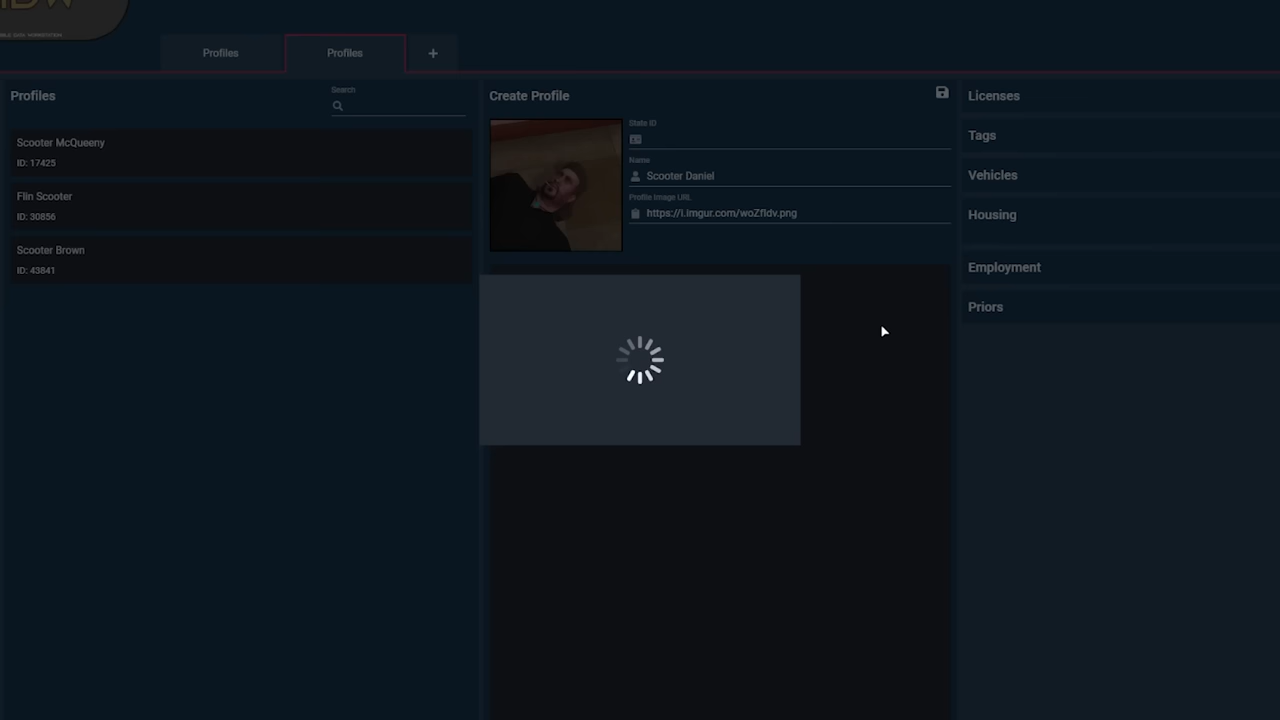 Profiles
Profiles
+
Profiles
Search
Scooter McQueeny
ID: 17425
Flin Scooter
ID: 30856
Scooter Brown
ID: 43841
Create Profile
State ID
Name
Scooter Daniel
Profile Image URL
https://i.imgur.com/woZfIdv.png
Licenses
Tags
Vehicles
Housing
Employment
Priors